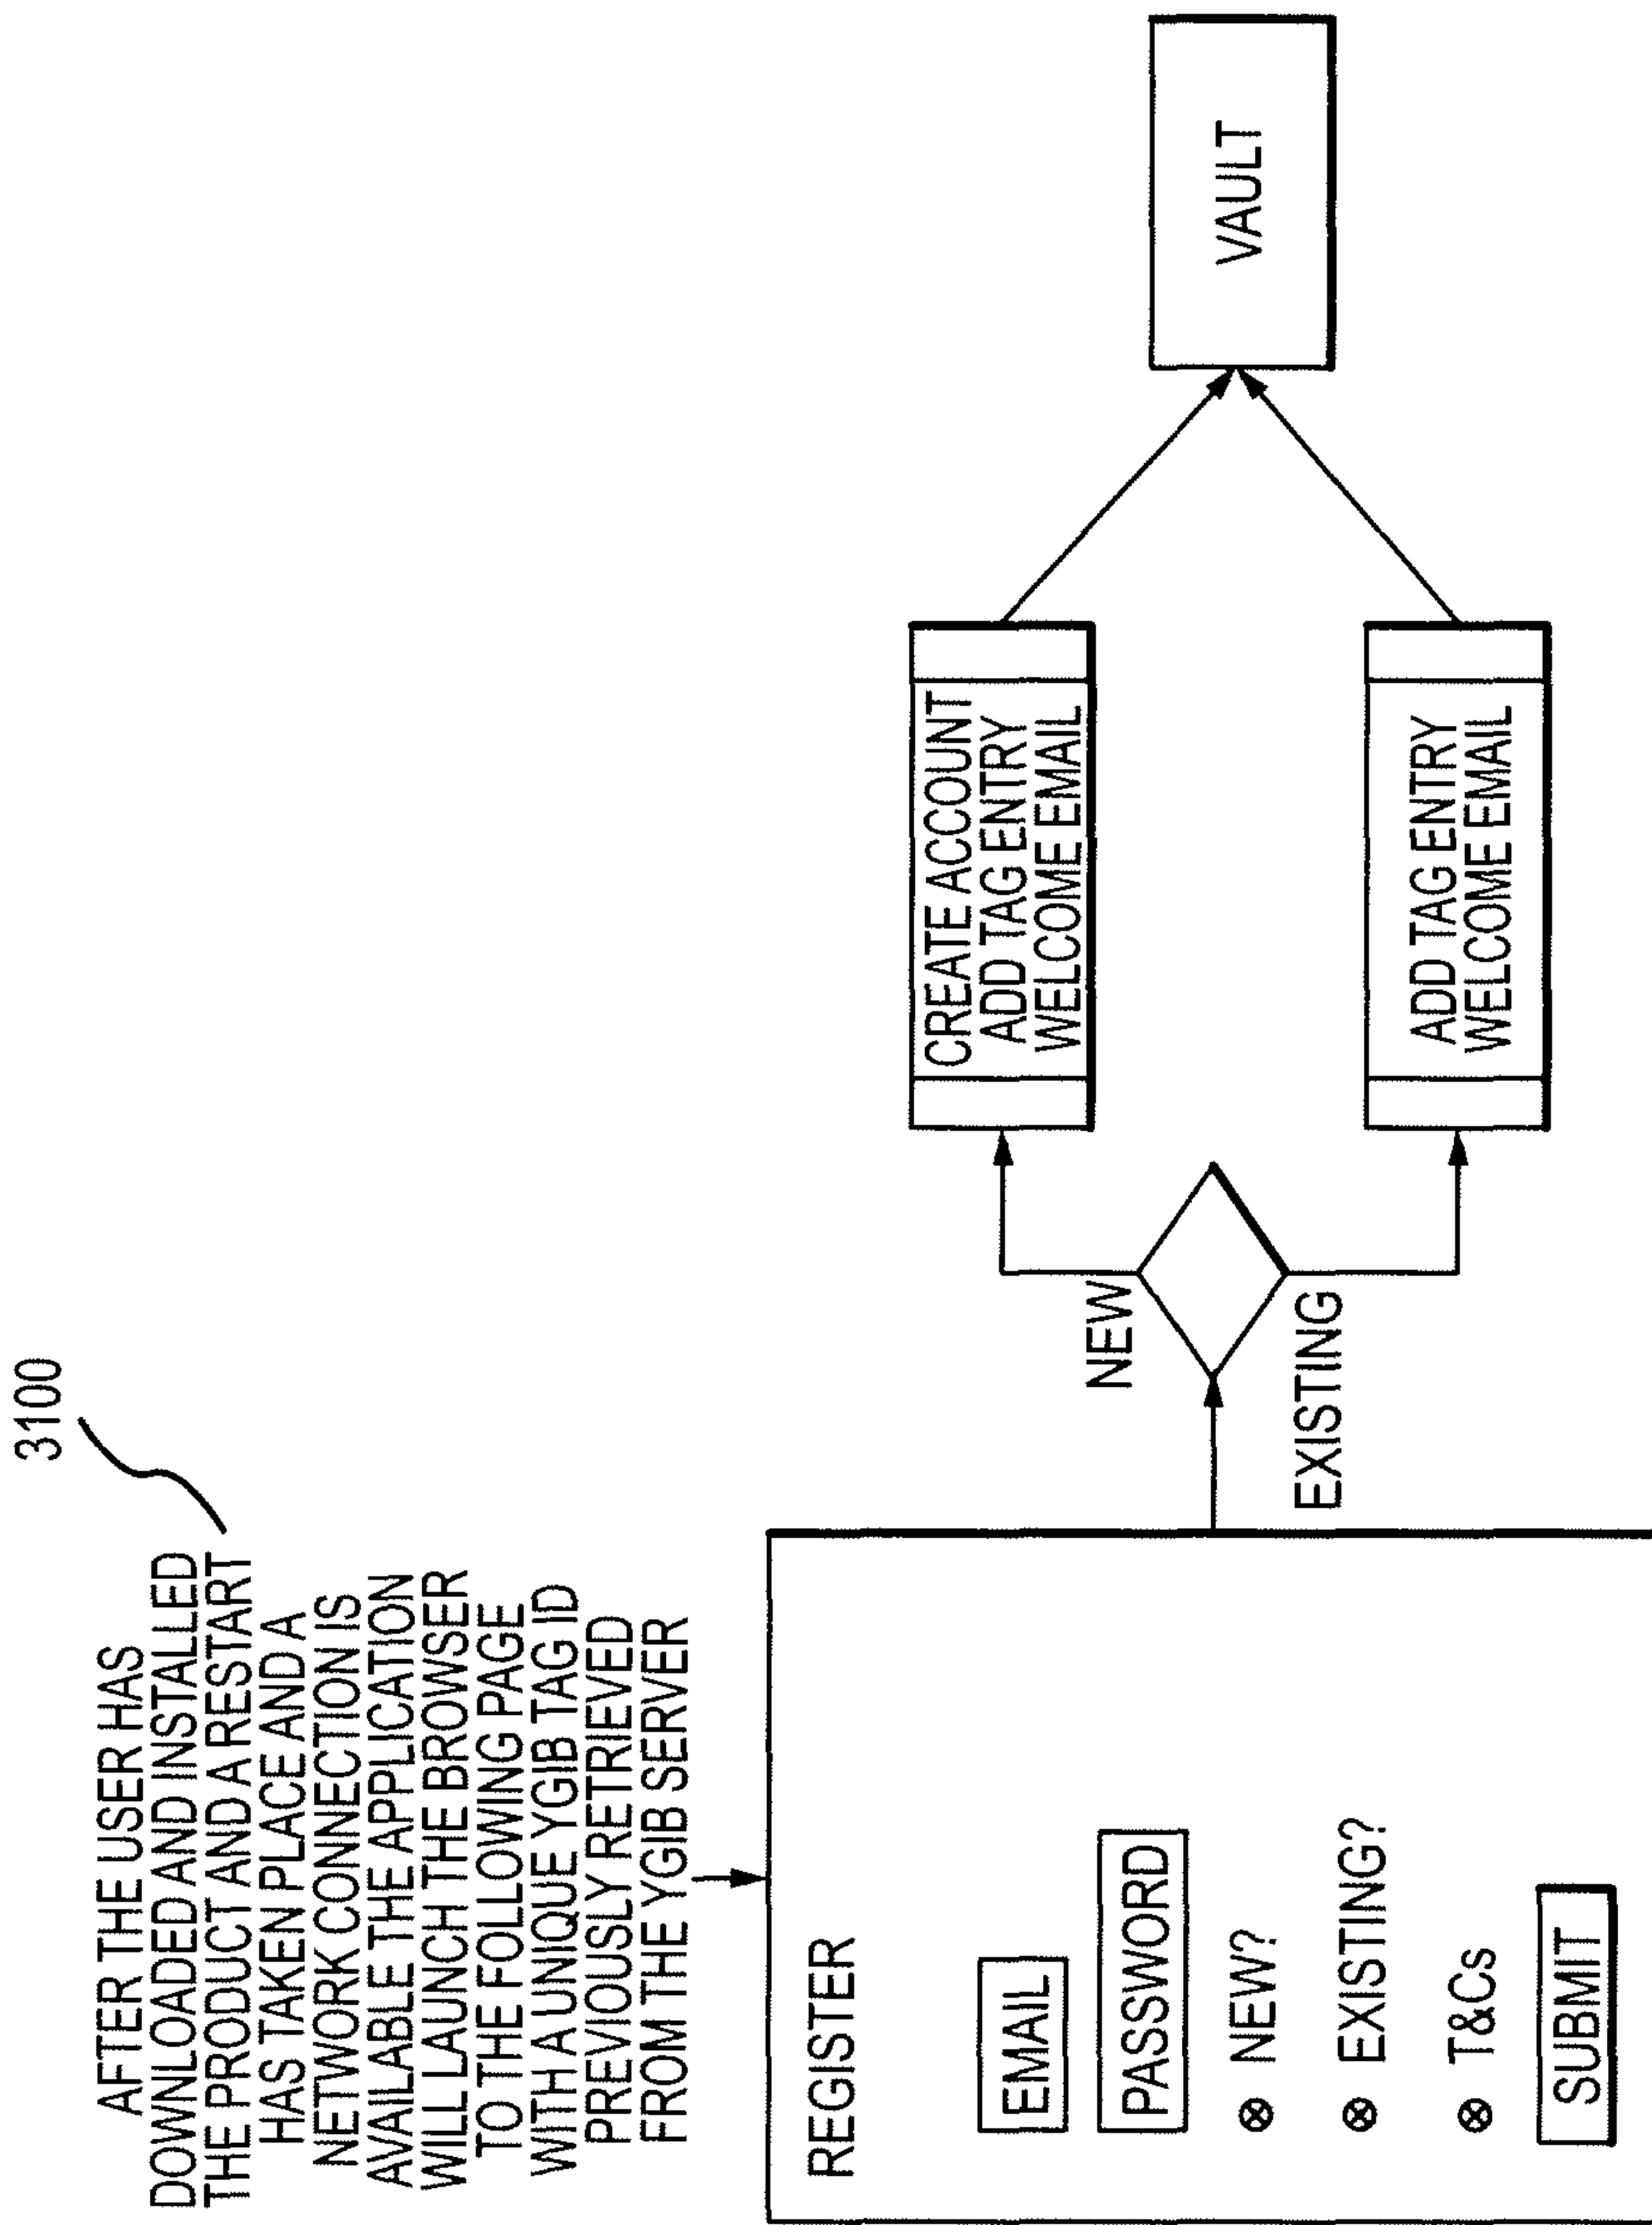 3100
AFTER THE USER HAS
DOWNLOADED AND INSTALLED
THE PRODUCT AND A RESTART
HAS TAKEN PLACE AND A
NETWORK CONNECTION IS
AVAILABLE THE APPLICATION
WILL LAUNCH THE BROWSER
TO THE FOLLOWING PAGE
WITH A UNIQUE YGIB TAG ID
PREVIOUSLY RETRIEVED
FROM THE YGIB SERVER
REGISTER
EMAIL
PASSWORD
NEW?
EXISTING?
T&Cs
SUBMIT
NEW
EXISTING
CREATE ACCOUNT
ADD TAG ENTRY
WELCOME EMAIL
ADD TAG ENTRY
WELCOME EMAIL
VAULT